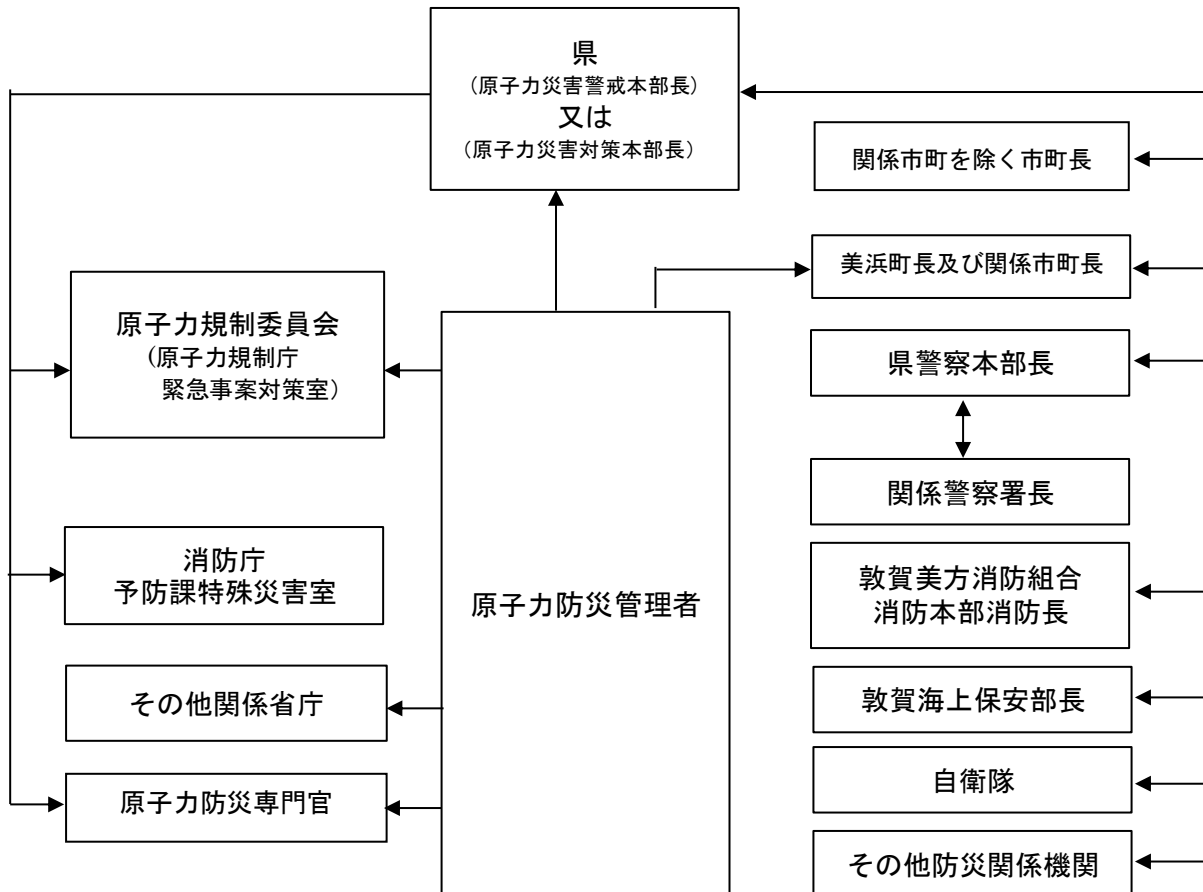 県
(原子力災害警戒本部長)
又は
(原子力災害対策本部長)
関係市町を除く市町長
美浜町長及び関係市町長
原子力規制委員会
(原子力規制庁
緊急事案対策室)
県警察本部長
関係警察署長
消防庁
予防課特殊災害室
原子力防災管理者
敦賀美方消防組合
消防本部消防長
その他関係省庁
敦賀海上保安部長
原子力防災専門官
自衛隊
その他防災関係機関